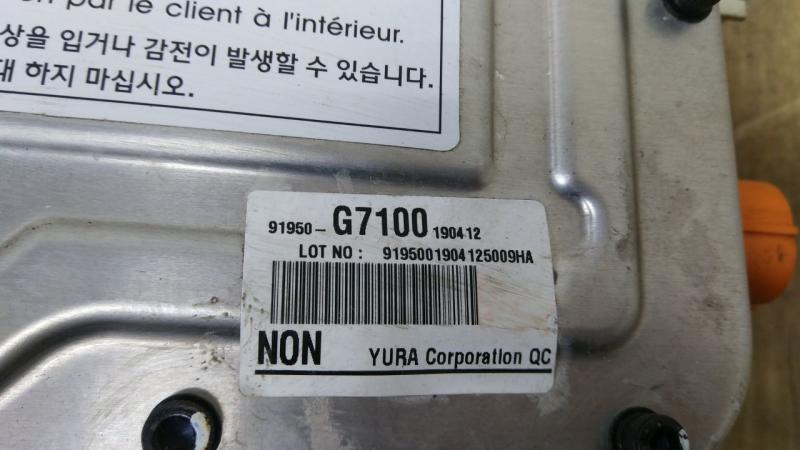 par le client à l'intérieur.
상을 입거나 감전이 발생할 수 있습니다.
대 하지 마십시오.
91950- G7100 190412
LOT NO : 9195001904125009HA
NON YURA Corporation QC